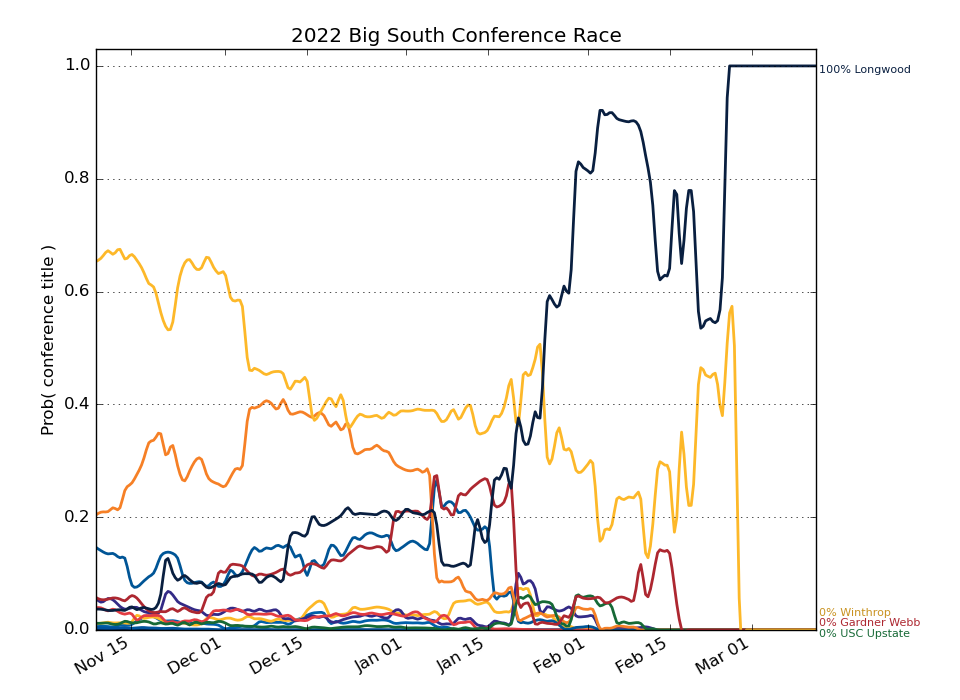 2022 Big South Conference Race
Prob( conference title )
1.0
0.8
0.6
0.4
0.2
0.0
Nov 15
Dec 01
Dec 15
Jan 01
Jan 15
Feb 01
Feb 15
Mar 01
100% Longwood
0% Winthrop
0% Gardner Webb
0% USC Upstate